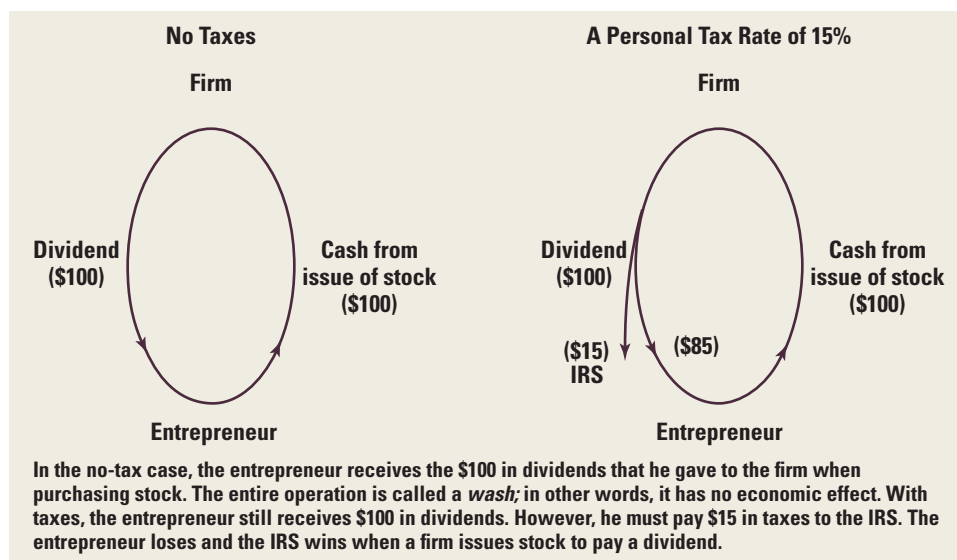 No Taxes
Firm
Dividend
($100)
Cash from
issue of stock
($100)
Entrepreneur
A Personal Tax Rate of 15%
Firm
Dividend
($100)
Cash from
issue of stock
($100)
($15)
IRS
($85)
Entrepreneur
In the no-tax case, the entrepreneur receives the $100 in dividends that he gave to the firm when
purchasing stock. The entire operation is called a wash; in other words, it has no economic effect. With
taxes, the entrepreneur still receives $100 in dividends. However, he must pay $15 in taxes to the IRS. The
entrepreneur loses and the IRS wins when a firm issues stock to pay a dividend.